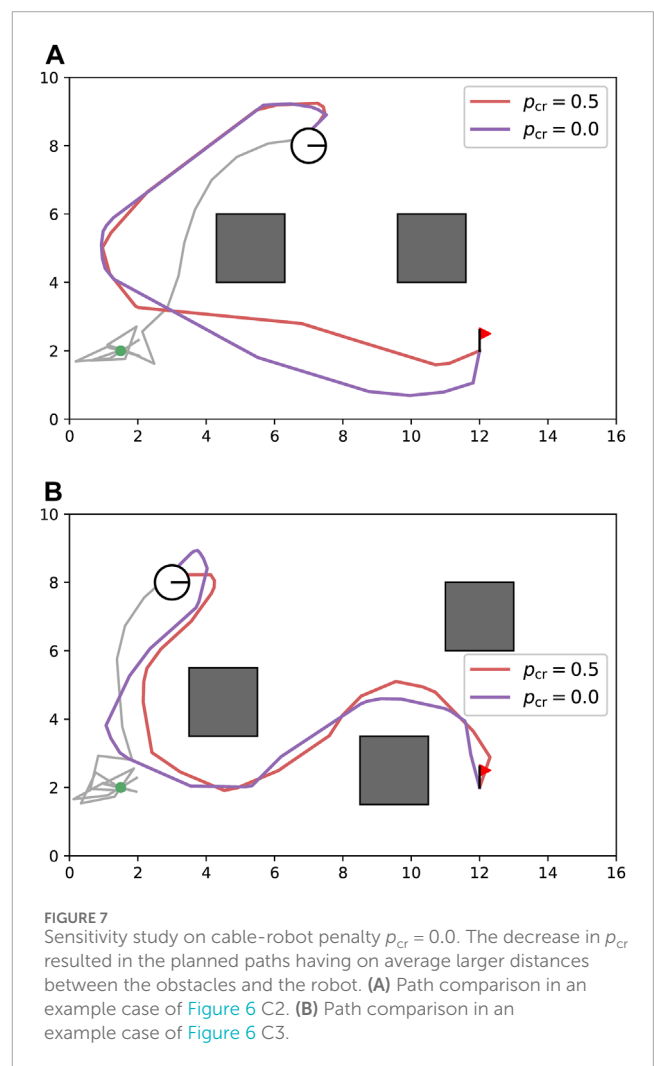 A
10
8
6
4
2
0
p_cr = 0.5
p_cr = 0.0
0 2 4 6 8 10 12 14 16
B
10
8
6
4
2
0
p_cr = 0.5
p_cr = 0.0
0 2 4 6 8 10 12 14 16
FIGURE 7
Sensitivity study on cable-robot penalty p_cr = 0.0. The decrease in p_cr
resulted in the planned paths having on average larger distances
between the obstacles and the robot. (A) Path comparison in an
example case of Figure 6 C2. (B) Path comparison in an
example case of Figure 6 C3.